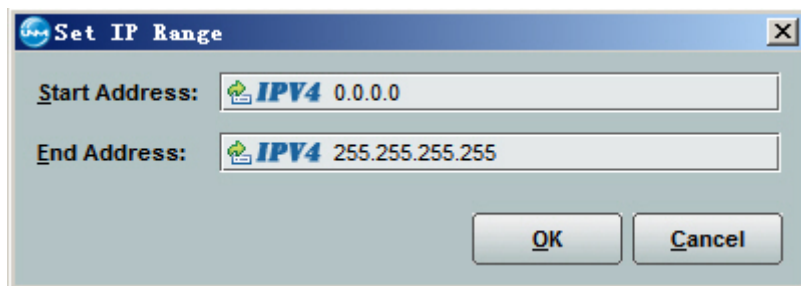 Set IP Range
Start Address: IPV4 0.0.0.0
End Address: IPV4 255.255.255.255
OK Cancel